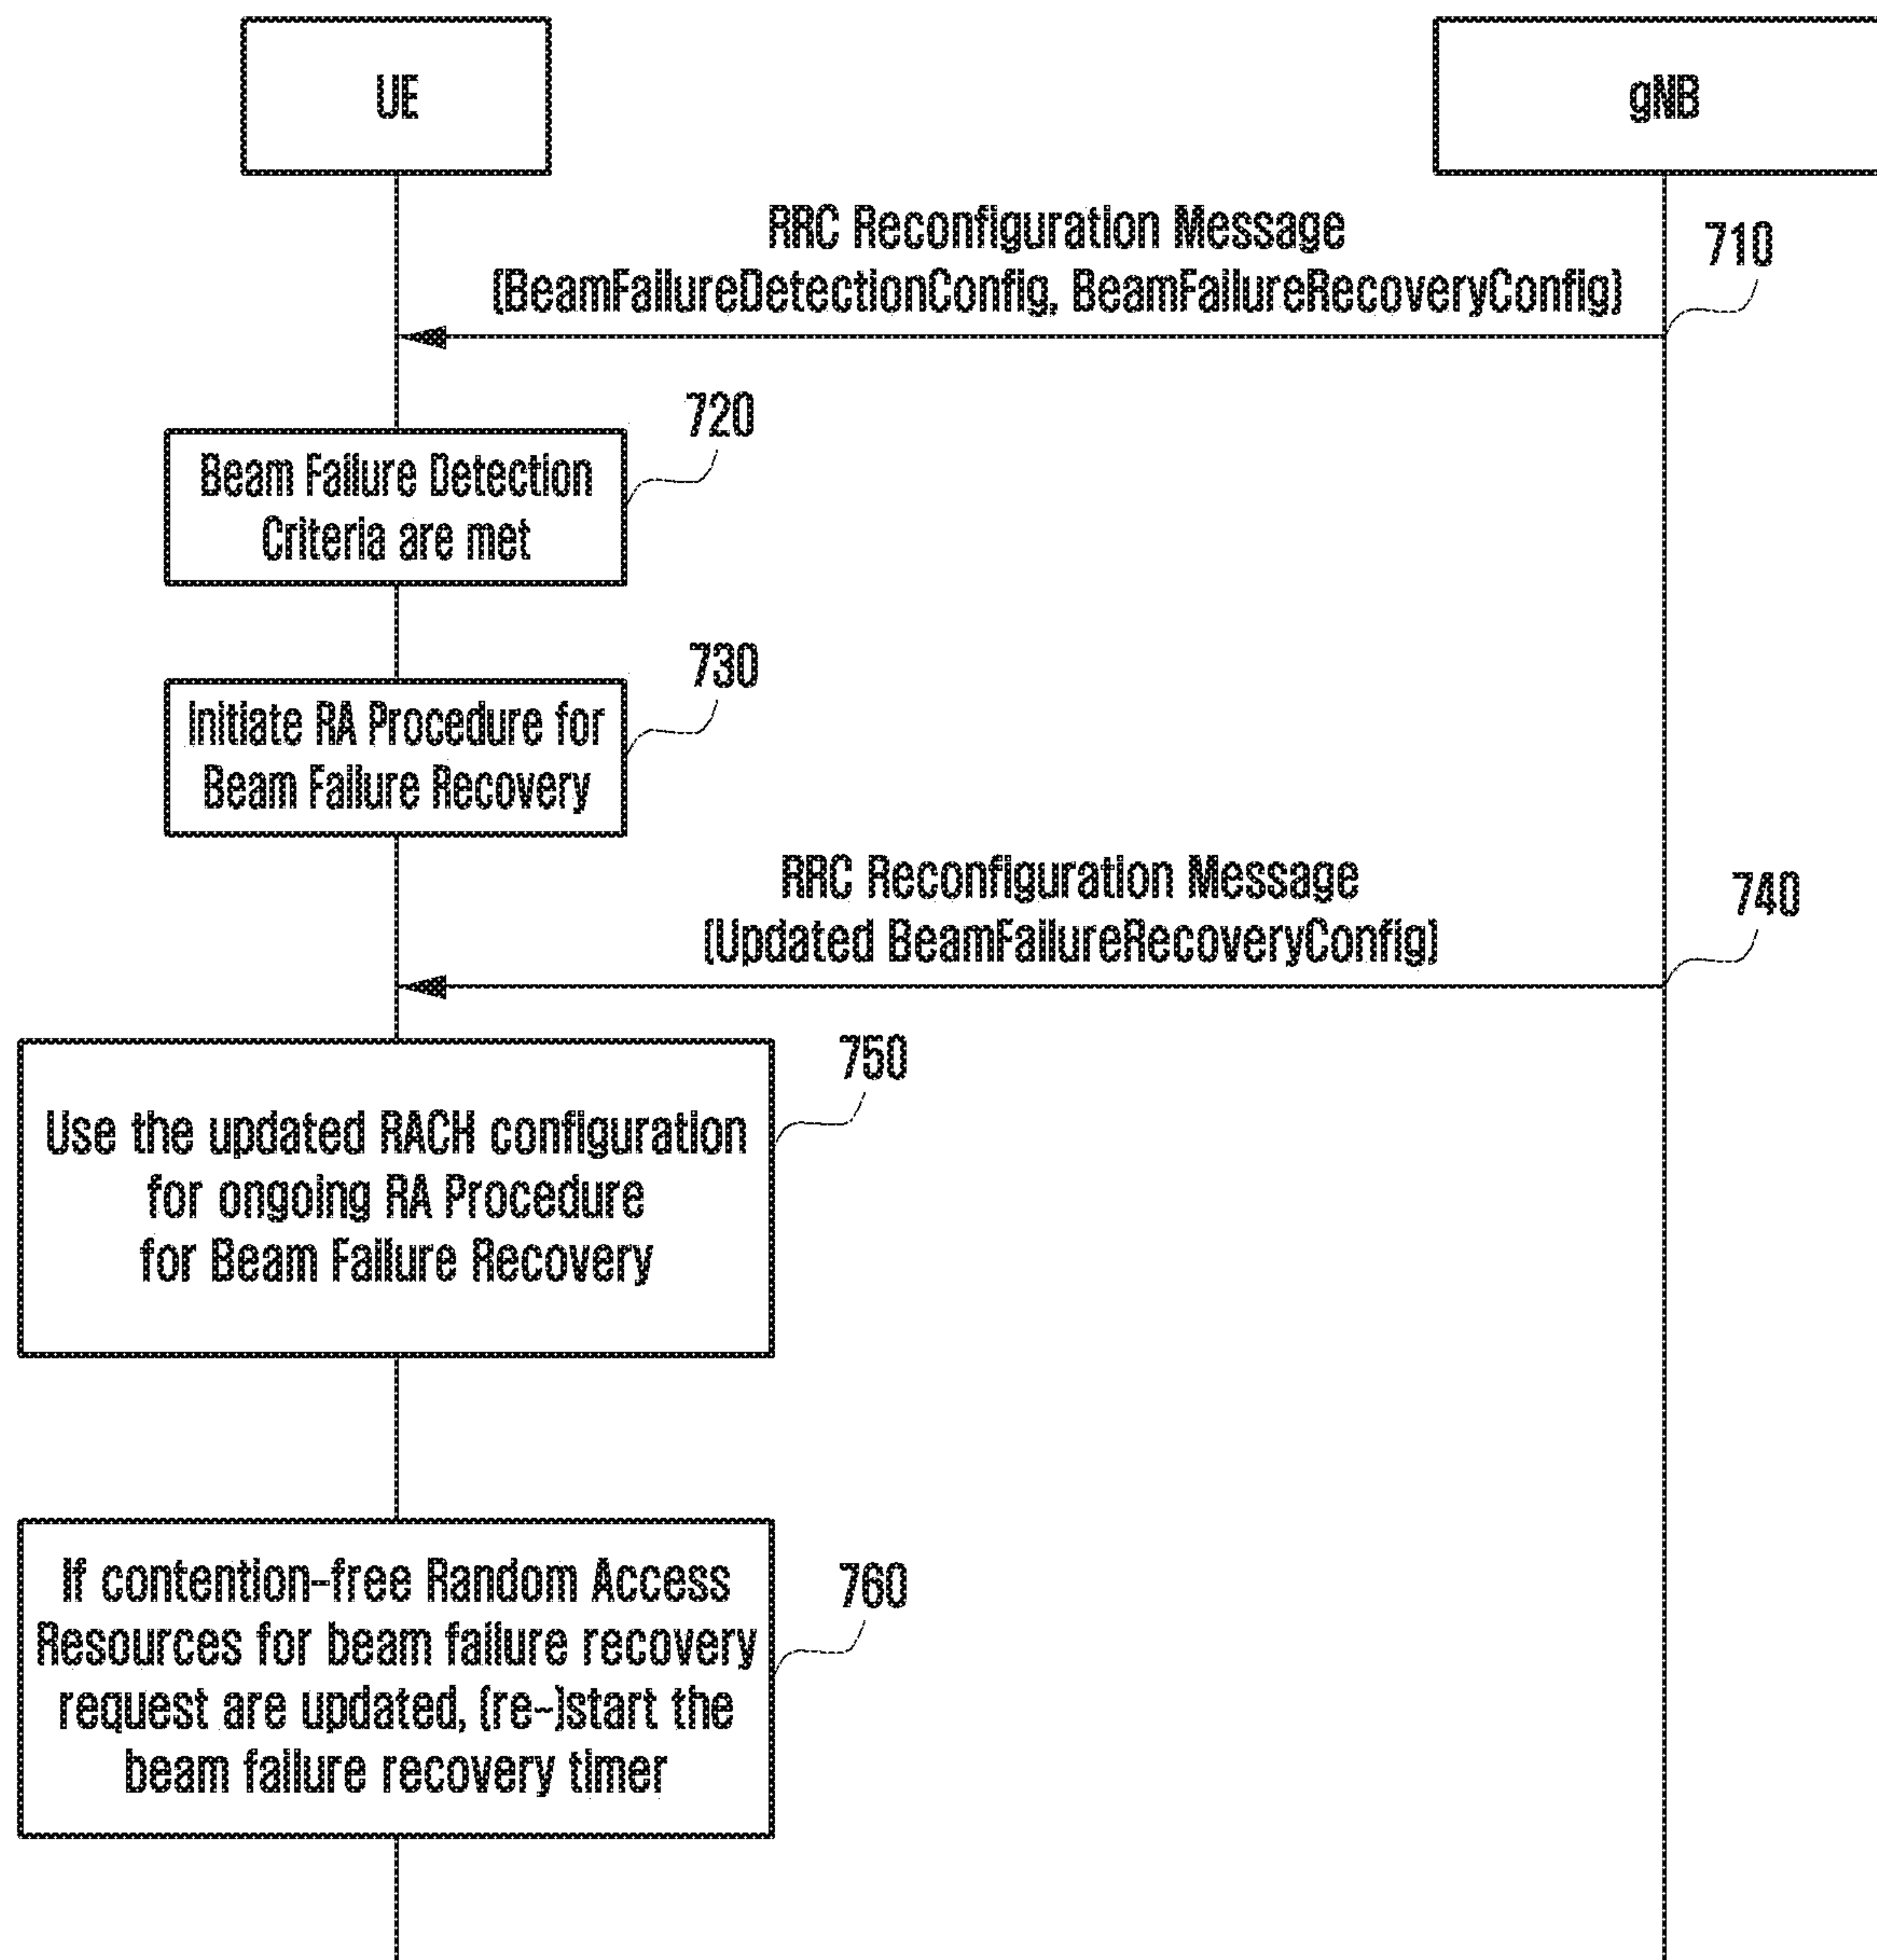 UE
gNB
RRC Reconfiguration Message
(BeamFailureDetectionConfig, BeamFailureRecoveryConfig)
710
720
Beam Failure Detection
Criteria are met
730
Initiate RA Procedure for
Beam Failure Recovery
RRC Reconfiguration Message
(Updated BeamFailureRecoveryConfig)
740
750
Use the updated RACH configuration
for ongoing RA Procedure
for Beam Failure Recovery
760
If contention-free Random Access
Resources for beam failure recovery
request are updated, (re-)start the
beam failure recovery timer